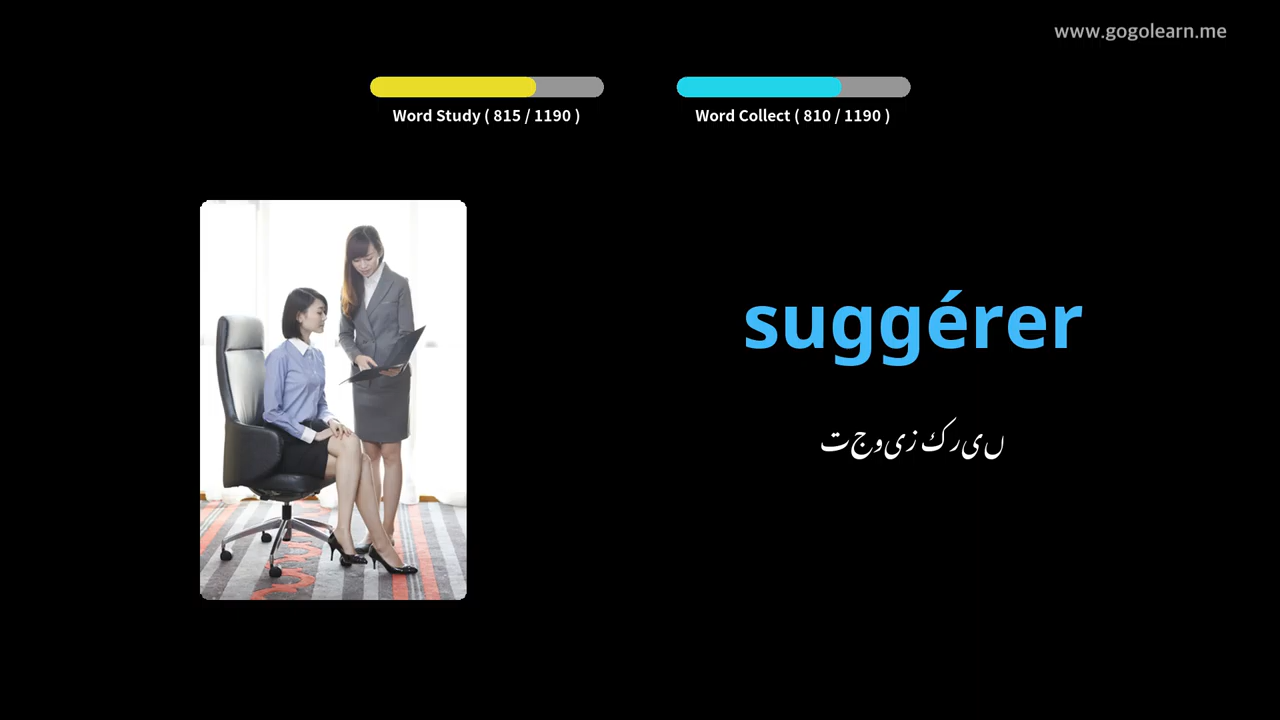 www.gogolearn.me
Word Study ( 815 / 1190 )
Word Collect ( 810 / 1190 )
suggérer
تجویز کریں